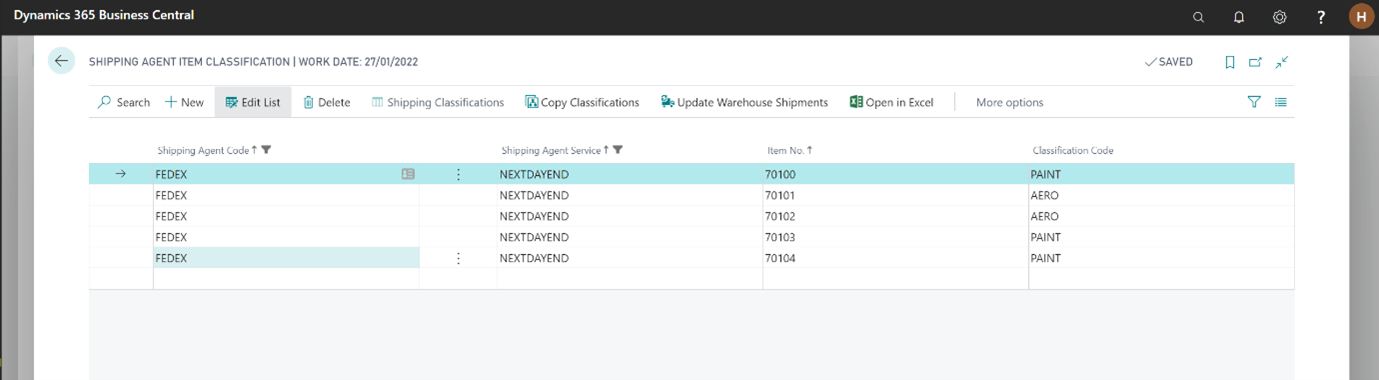 Dynamics 365 Business Central
?
H
SHIPPING AGENT ITEM CLASSIFICATION | WORK DATE: 27/01/2022
✓SAVED
Search + New Edit List Delete Shipping Classifications Copy Classifications Update Warehouse Shipments Open in Excel More options
Shipping Agent Code ↑ Shipping Agent Service ↑ Item No. ↑ Classification Code
→ FEDEX ⋮ NEXTDAYEND 70100 PAINT
FEDEX NEXTDAYEND 70101 AERO
FEDEX NEXTDAYEND 70102 AERO
FEDEX NEXTDAYEND 70103 PAINT
FEDEX ⋮ NEXTDAYEND 70104 PAINT